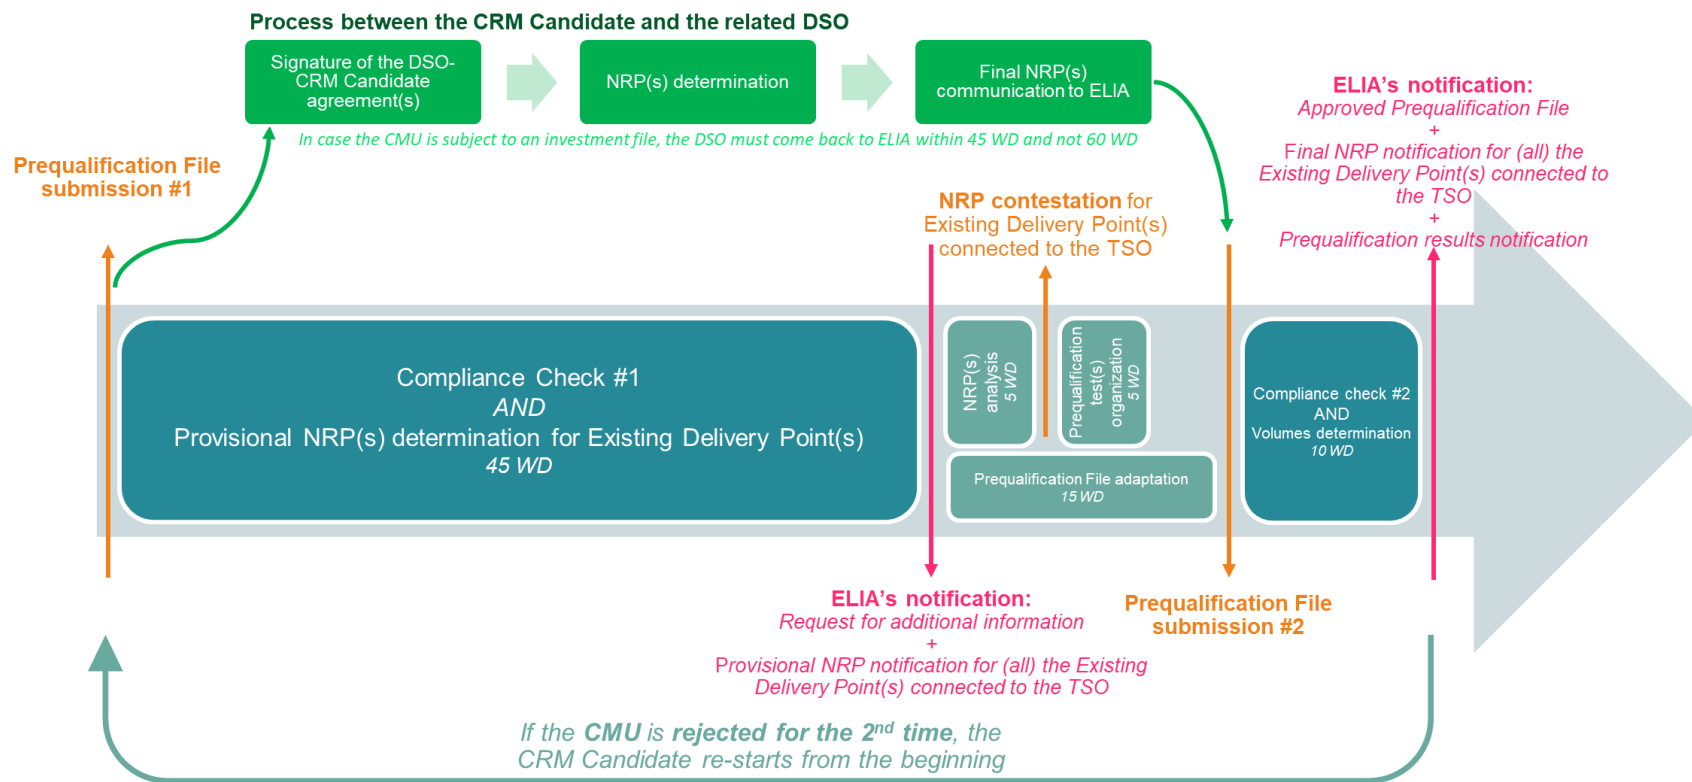 Process between the CRM Candidate and the related DSO
Signature of the DSO-
CRM Candidate
agreement(s)
NRP(s) determination
Final NRP(s)
communication to ELIA
In case the CMU is subject to an investment file, the DSO must come back to ELIA within 45 WD and not 60 WD
Prequalification File
submission #1
ELIA's notification:
Approved Prequalification File
+
Final NRP notification for (all) the
Existing Delivery Point(s) connected to
the TSO
+
Prequalification results notification
NRP contestation for
Existing Delivery Point(s)
connected to the TSO
Compliance Check #1
AND
Provisional NRP(s) determination for Existing Delivery Point(s)
45 WD
NRP(s)
analysis
5 WD
Prequalification
test(s)
organization
5 WD
Prequalification File adaptation
15 WD
Compliance check #2
AND
Volumes determination
10 WD
ELIA's notification:
Request for additional information
+
Provisional NRP notification for (all) the Existing
Delivery Point(s) connected to the TSO
Prequalification File
submission #2
If the CMU is rejected for the 2nd time, the
CRM Candidate re-starts from the beginning